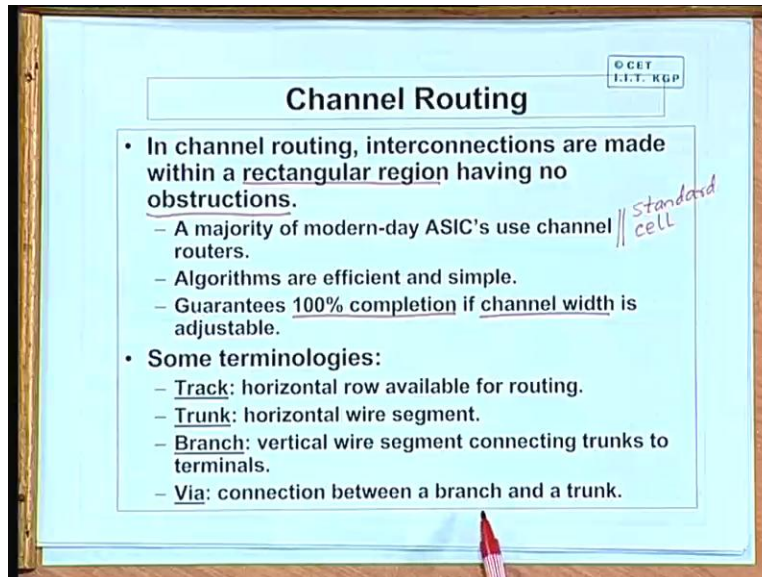 © CET
I.I.T. KGP
Channel Routing
• In channel routing, interconnections are made
within a rectangular region having no
obstructions.
– A majority of modern-day ASIC's use channel
routers.
standard
cell
– Algorithms are efficient and simple.
– Guarantees 100% completion if channel width is
adjustable.
• Some terminologies:
– Track: horizontal row available for routing.
– Trunk: horizontal wire segment.
– Branch: vertical wire segment connecting trunks to
terminals.
– Via: connection between a branch and a trunk.